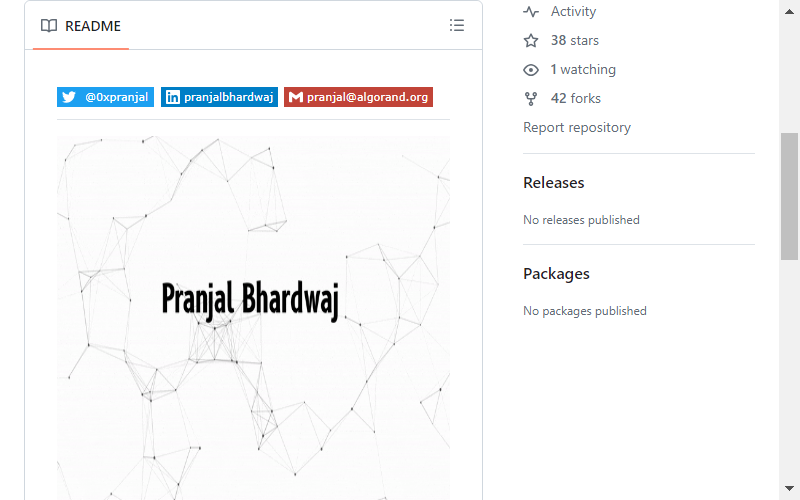 README
@0xpranjal
pranjalbhardwaj
pranjal@algorand.org
Pranjal Bhardwaj
Activity
38 stars
1 watching
42 forks
Report repository
Releases
No releases published
Packages
No packages published